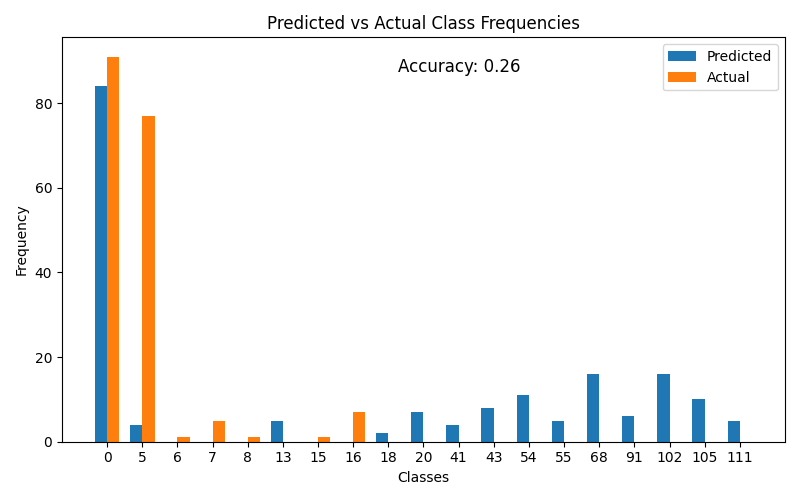 Predicted vs Actual Class Frequencies
Accuracy: 0.26
Predicted
Actual
80
60
40
20
0
Frequency
0 5 6 7 8 13 15 16 18 20 41 43 54 55 68 91 102 105 111
Classes